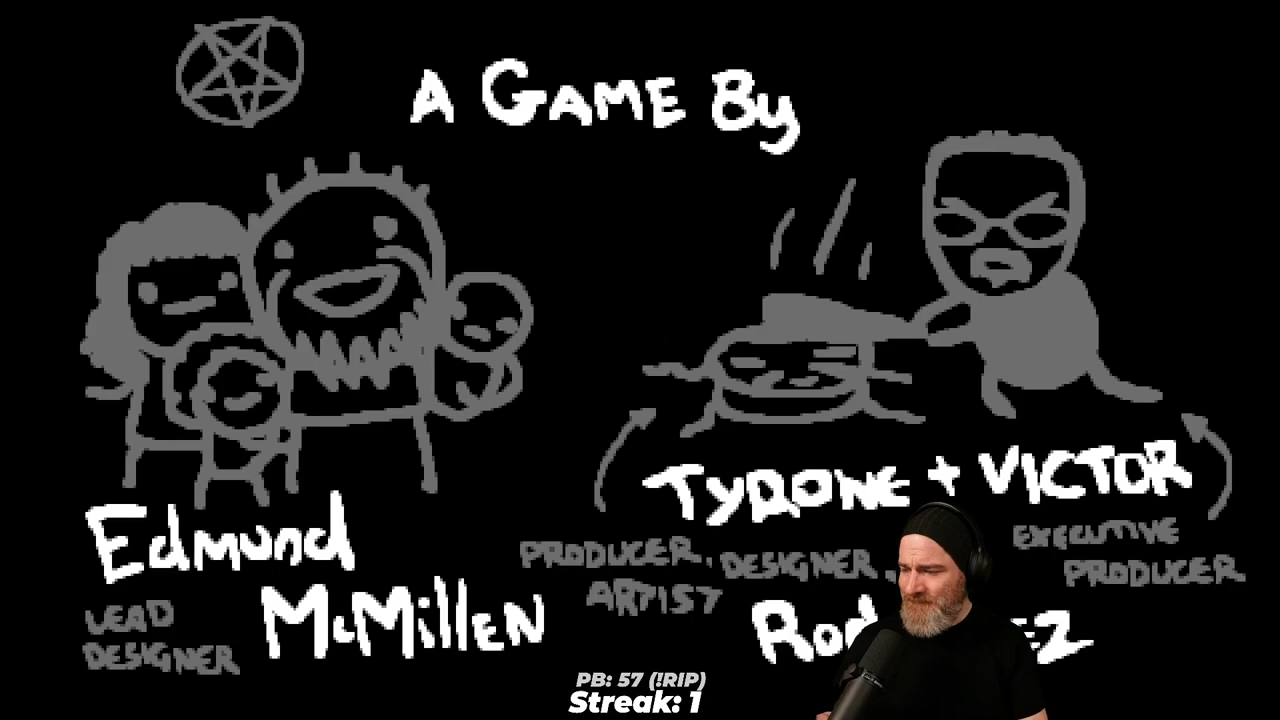 A GAME By
Edmund
McMillEN
LEAD
DESIGNER
TYRONE + VICTOR
PRODUCER, DESIGNER,
ARTIST
EXECUTIVE
PRODUCER
PB: 57 (!RIP)
Streak: 1